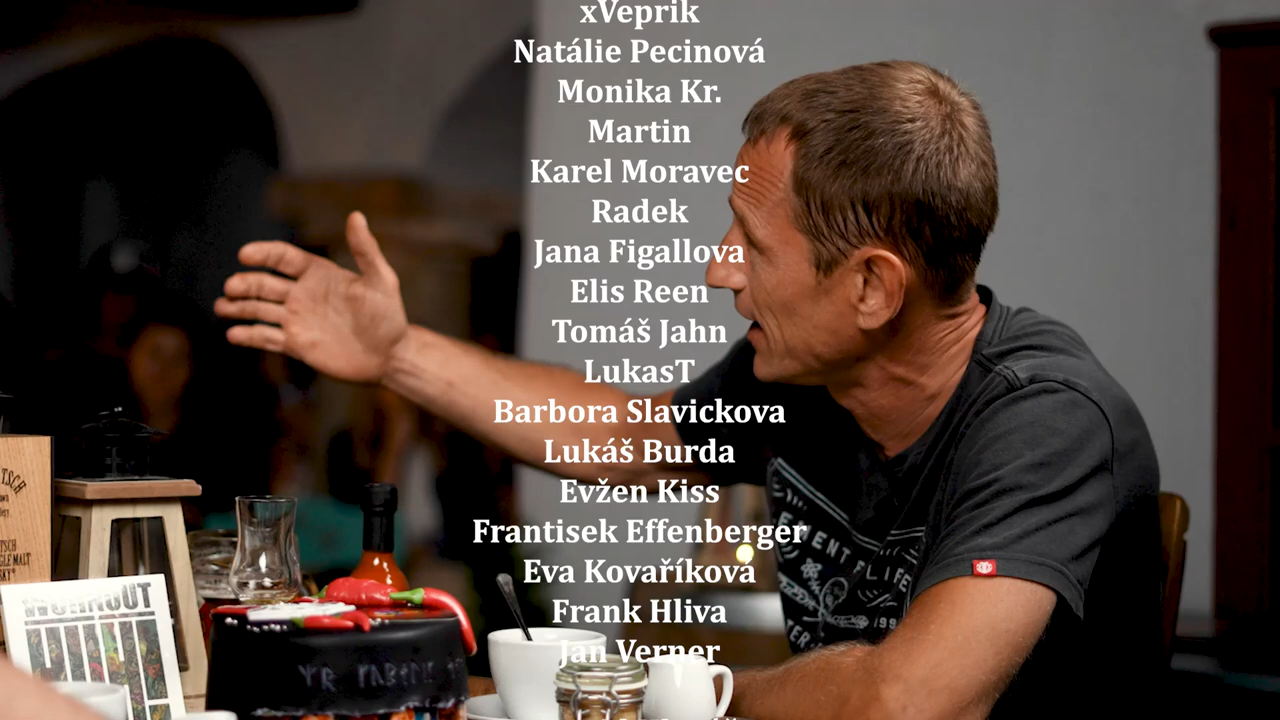 xVeprik
Natálie Pecinová
Monika Kr.
Martin
Karel Moravec
Radek
Jana Figallova
Elis Reen
Tomáš Jahn
LukasT
Barbora Slavickova
Lukáš Burda
Evžen Kiss
Frantisek Effenberger
Eva Kovaříková
Frank Hliva
Jan Verner